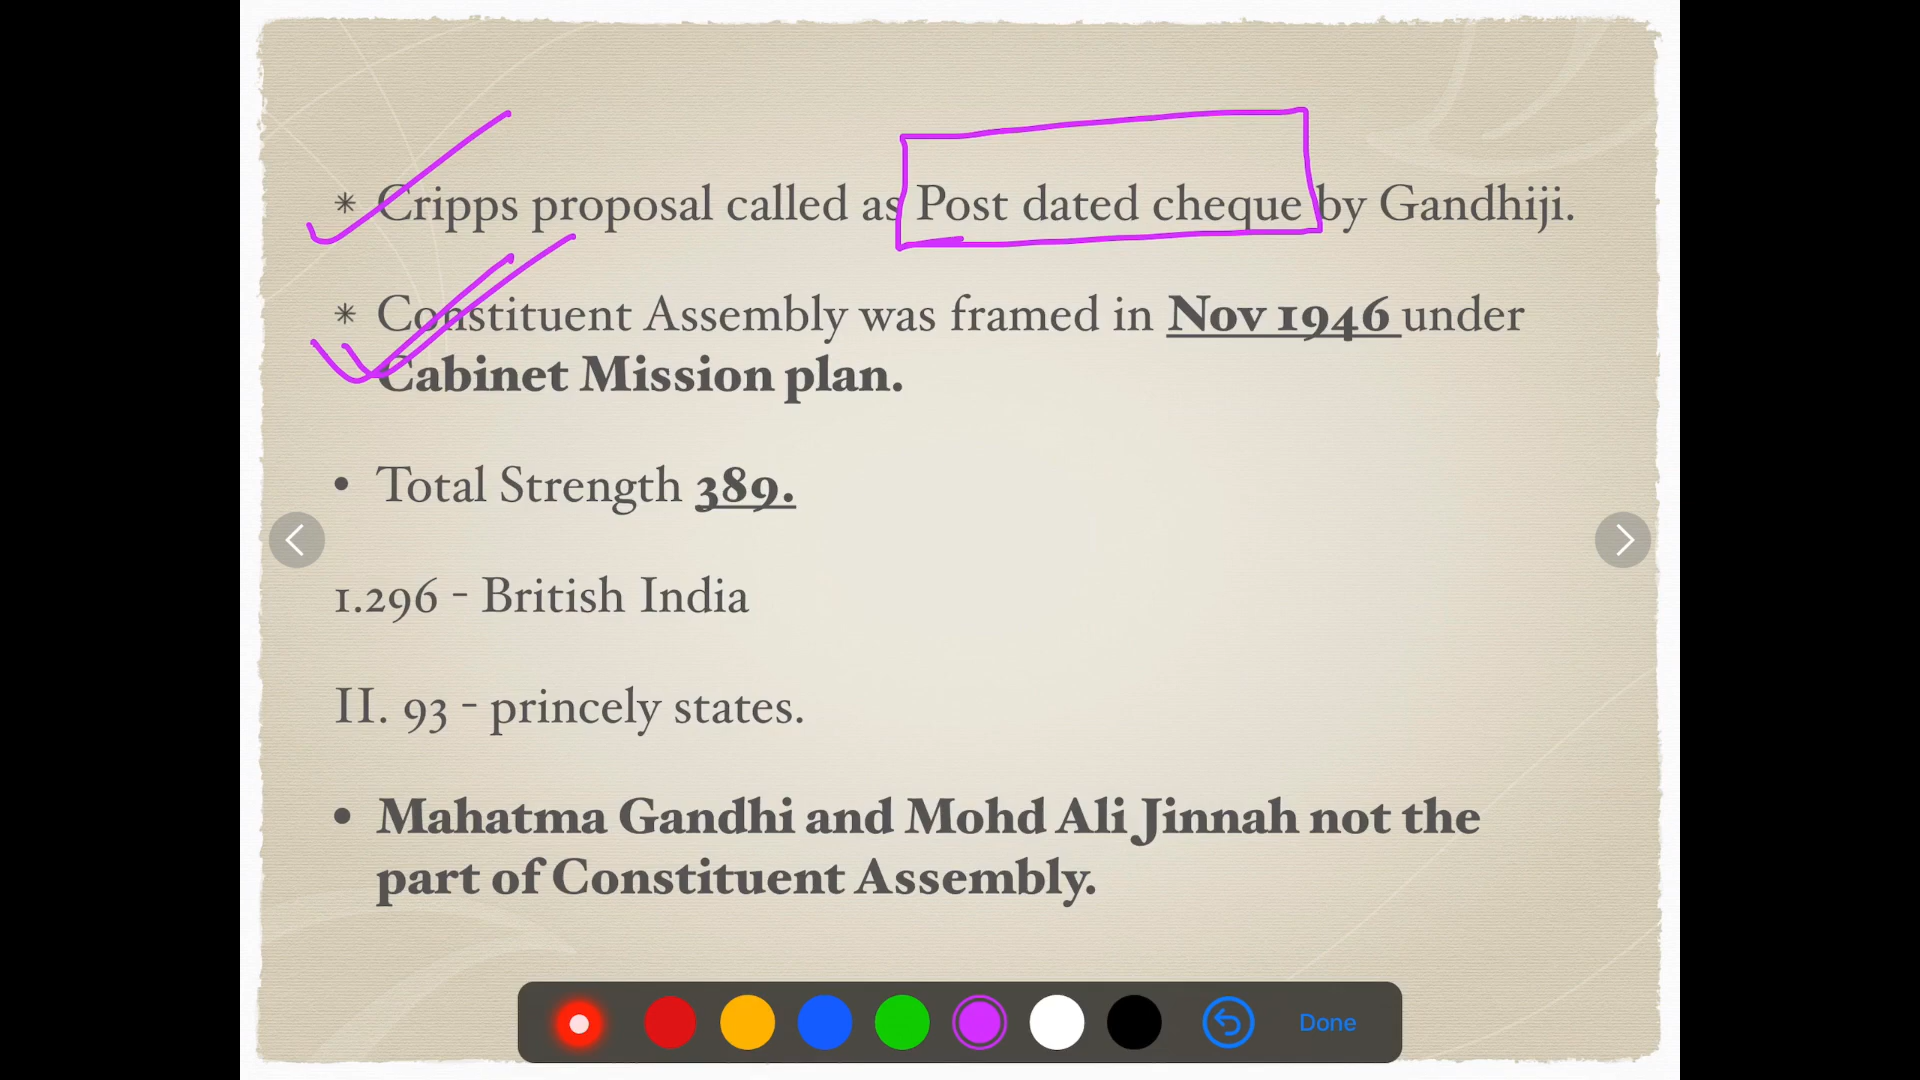 ✳ Cripps proposal called as Post dated cheque by Gandhiji.
✳ Constituent Assembly was framed in Nov 1946 under
Cabinet Mission plan.
• Total Strength 389.
1.296 - British India
II. 93 - princely states.
• Mahatma Gandhi and Mohd Ali Jinnah not the
part of Constituent Assembly.
Done